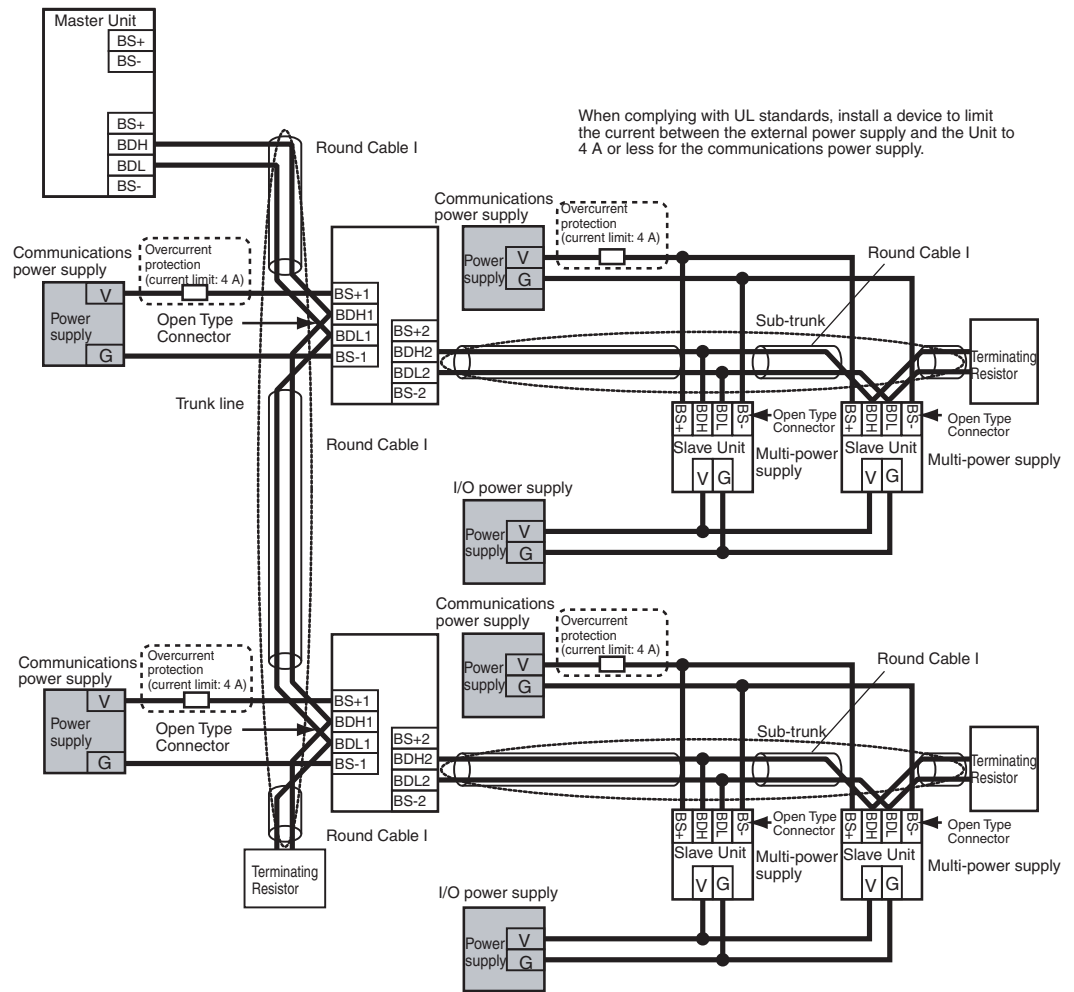 Master Unit
BS+
BS-
BS+
BDH
BDL
BS-
Round Cable I
When complying with UL standards, install a device to limit
the current between the external power supply and the Unit to
4 A or less for the communications power supply.
Communications
power supply
Overcurrent
protection
(current limit: 4 A)
V
Power
supply
G
Open Type
Connector
BS+1
BDH1
BDL1
BS-1
BS+2
BDH2
BDL2
BS-2
Trunk line
Round Cable I
Communications
power supply
Overcurrent
protection
(current limit: 4 A)
Power
supply
V
G
Round Cable I
Sub-trunk
Terminating
Resistor
BS+
BDH
BDL
BS-
Open Type
Connector
Slave Unit
Multi-power
supply
V G
BS+
BDH
BDL
BS-
Open Type
Connector
Slave Unit
Multi-power supply
V G
I/O power supply
Power
supply
V
G
Communications
power supply
Overcurrent
protection
(current limit: 4 A)
V
Power
supply
G
Open Type
Connector
BS+1
BDH1
BDL1
BS-1
BS+2
BDH2
BDL2
BS-2
Round Cable I
Terminating
Resistor
Communications
power supply
Overcurrent
protection
(current limit: 4 A)
Power
supply
V
G
Round Cable I
Sub-trunk
Terminating
Resistor
BS+
BDH
BDL
BS-
Open Type
Connector
Slave Unit
Multi-power
supply
V G
BS+
BDH
BDL
BS-
Open Type
Connector
Slave Unit
Multi-power supply
V G
I/O power supply
Power
supply
V
G